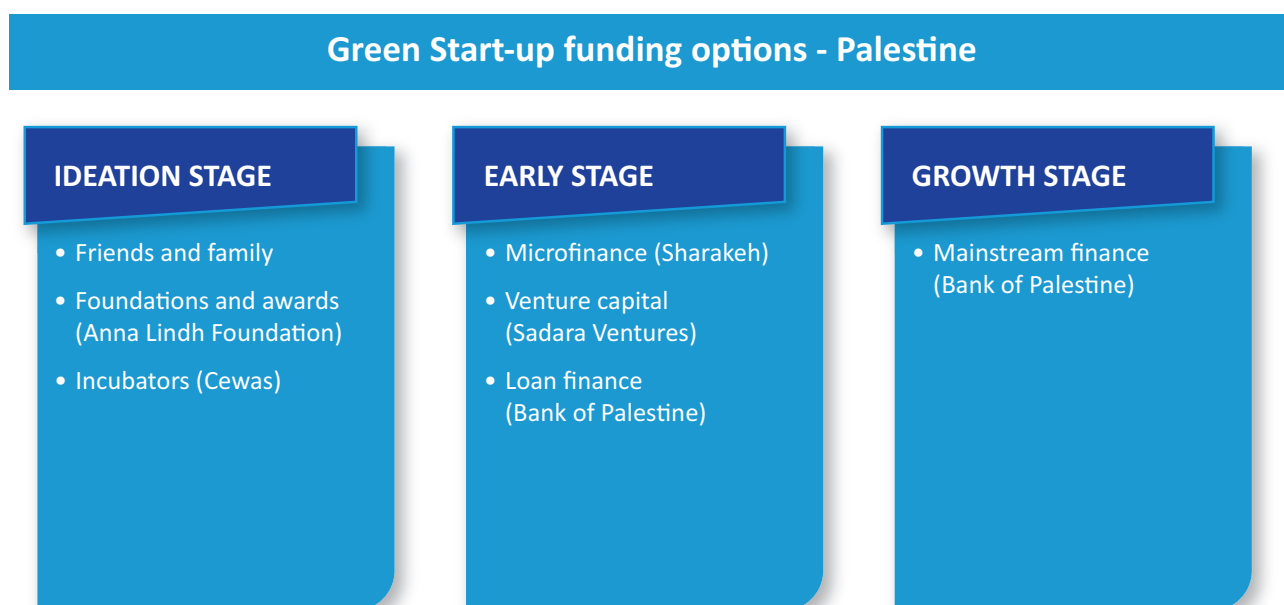 Green Start-up funding options - Palestine
IDEATION STAGE
• Friends and family
• Foundations and awards
(Anna Lindh Foundation)
• Incubators (Cewas)
EARLY STAGE
• Microfinance (Sharakeh)
• Venture capital
(Sadara Ventures)
• Loan finance
(Bank of Palestine)
GROWTH STAGE
• Mainstream finance
(Bank of Palestine)